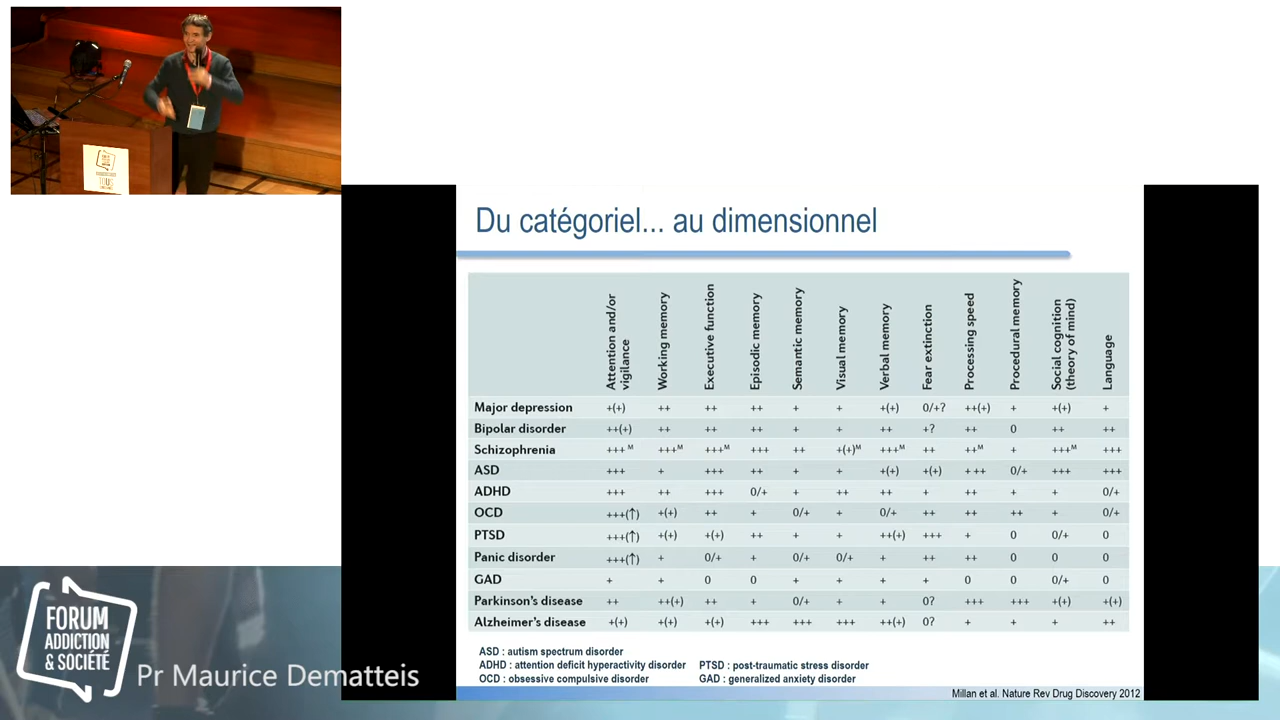 Du catégoriel... au dimensionnel
Attention and/or vigilance Working memory Executive function Episodic memory Semantic memory Visual memory Verbal memory Fear extinction Processing speed Procedural memory Social cognition (theory of mind) Language
Major depression +(+) ++ ++ ++ + + +(+) 0/+? ++(+) + +(+) +
Bipolar disorder ++(+) ++ ++ ++ + + ++ +? ++ 0 ++ ++
Schizophrenia +++ M +++M +++M +++ ++ +(+)M +++M ++ ++M + +++M +++
ASD +++ + +++ ++ + + +(+) +(+) + ++ 0/+ +++ +++
ADHD +++ ++ +++ 0/+ + ++ ++ + ++ + + 0/+
OCD +++(↑) +(+) ++ + 0/+ + 0/+ ++ ++ ++ + 0/+
PTSD +++(↑) +(+) +(+) ++ + + ++(+) +++ + 0 0/+ 0
Panic disorder +++(↑) + 0/+ + 0/+ 0/+ + ++ ++ 0 0 0
GAD + + 0 0 + + + + 0 0 0/+ 0
Parkinson's disease ++ ++(+) ++ + 0/+ + + 0? +++ +++ +(+) +(+)
Alzheimer's disease +(+) +(+) +(+) +++ +++ +++ ++(+) 0? + + + ++
ASD : autism spectrum disorder
ADHD : attention deficit hyperactivity disorder PTSD : post-traumatic stress disorder
OCD : obsessive compulsive disorder GAD : generalized anxiety disorder
Millan et al. Nature Rev Drug Discovery 2012
FORUM
ADDICTION
& SOCIÉTÉ
Pr Maurice Dematteis